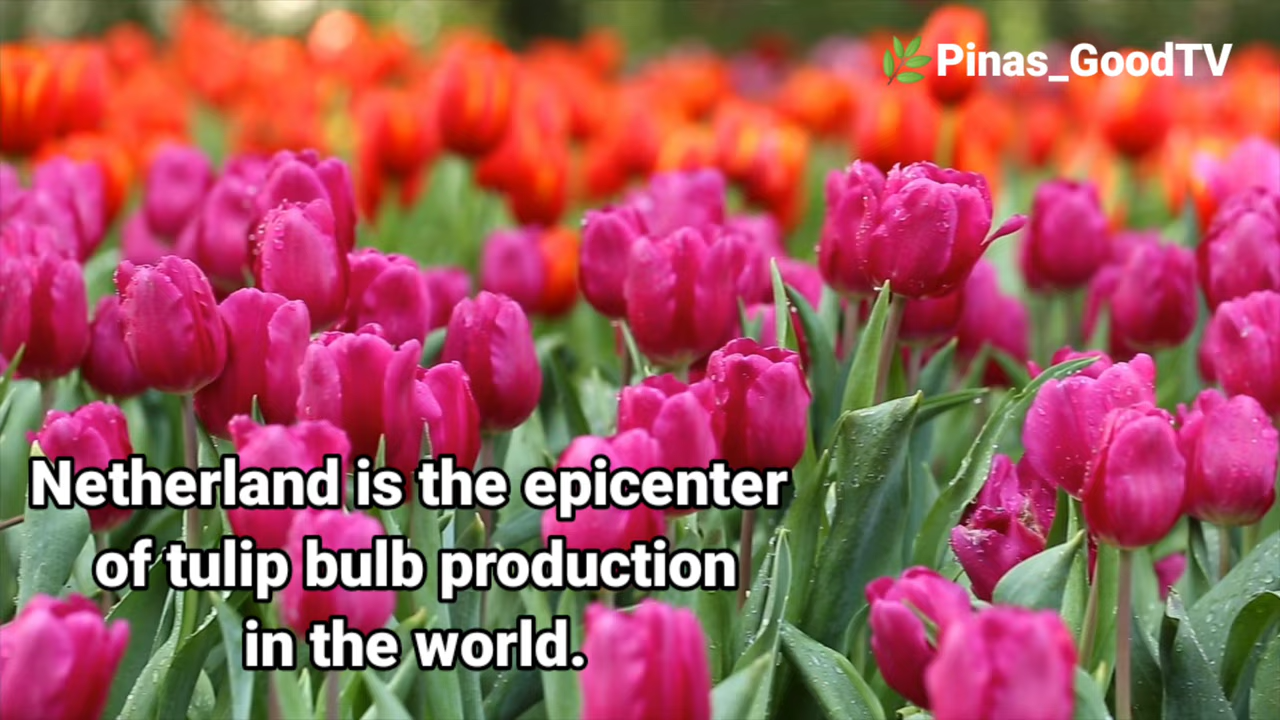 Pinas_GoodTV
Netherland is the epicenter
of tulip bulb production
in the world.